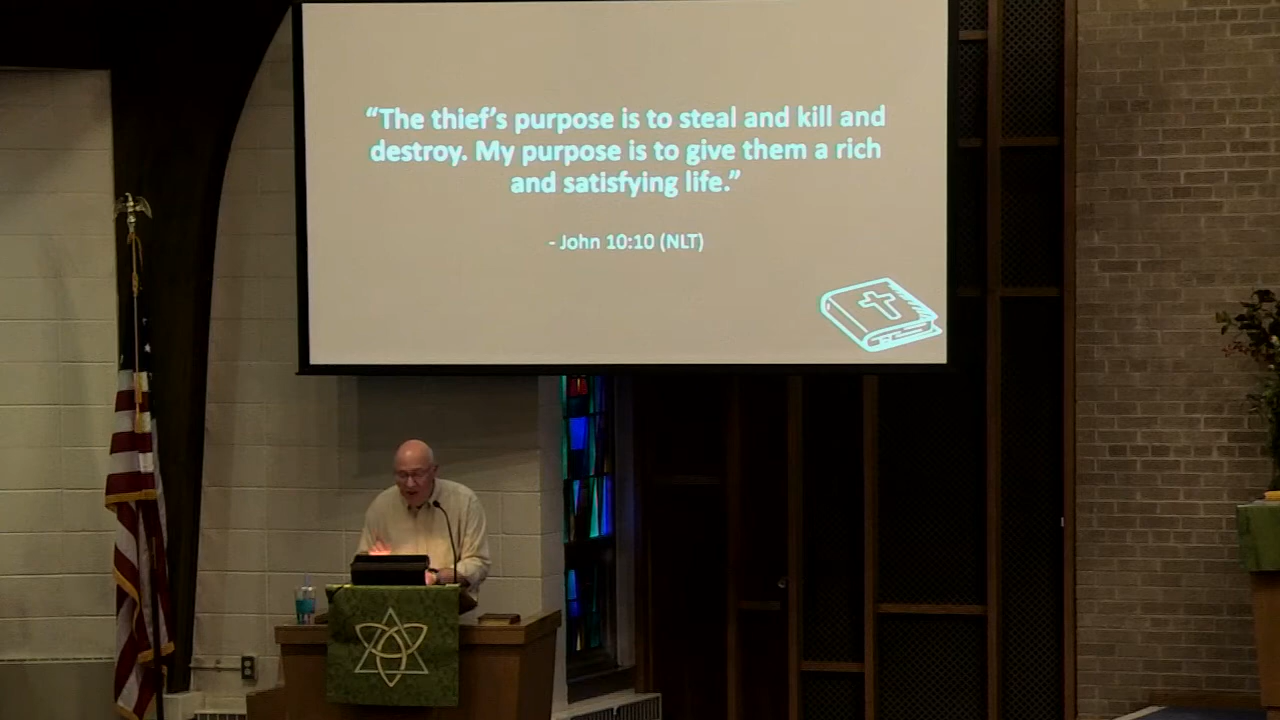 “The thief’s purpose is to steal and kill and
destroy. My purpose is to give them a rich
and satisfying life.”
- John 10:10 (NLT)